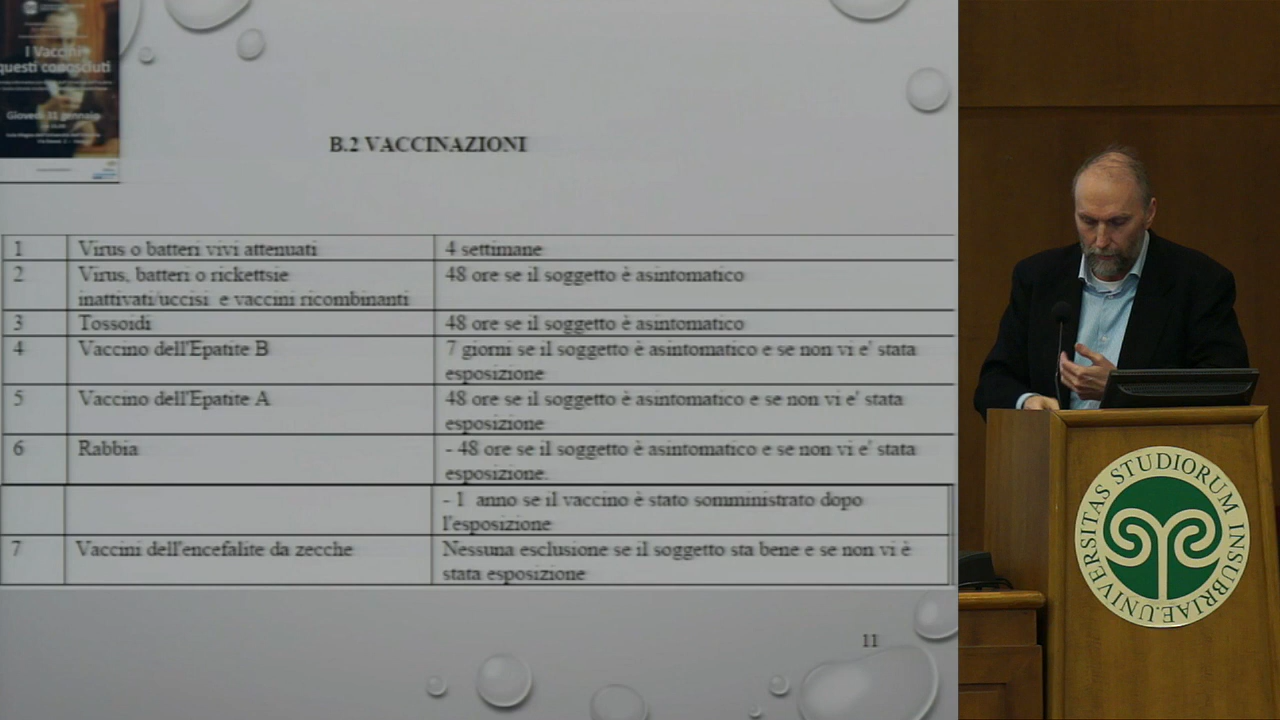 I Vaccini
questi conosciuti
Giovedì 31 gennaio
B.2 VACCINAZIONI
1 Virus o batteri vivi attenuati 4 settimane
2 Virus, batteri o rickettsie 48 ore se il soggetto è asintomatico
inattivati/uccisi e vaccini ricombinanti
3 Tossoidi 48 ore se il soggetto è asintomatico
4 Vaccino dell'Epatite B 7 giorni se il soggetto è asintomatico e se non vi e' stata
esposizione
5 Vaccino dell'Epatite A 48 ore se il soggetto è asintomatico e se non vi e' stata
esposizione
6 Rabbia - 48 ore se il soggetto è asintomatico e se non vi e' stata
esposizione.
- 1 anno se il vaccino è stato somministrato dopo
l'esposizione
7 Vaccini dell'encefalite da zecche Nessuna esclusione se il soggetto sta bene e se non vi è
stata esposizione
11
UNIVERSITAS STUDIORUM INSUBRIAE